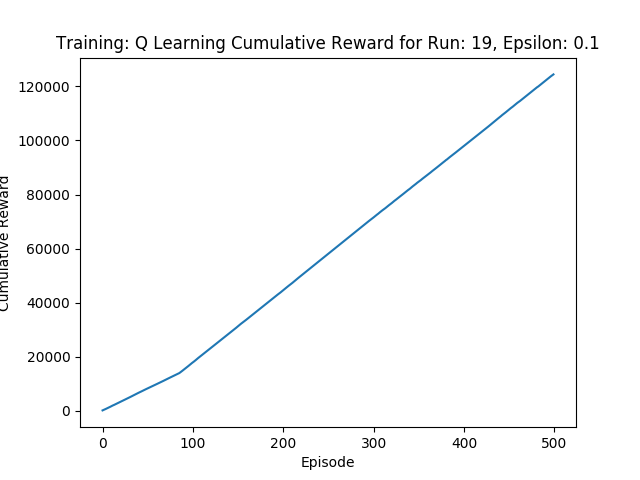 Training: Q Learning Cumulative Reward for Run: 19, Epsilon: 0.1
120000
100000
80000
60000
40000
20000
0
Cumulative Reward
0 100 200 300 400 500
Episode